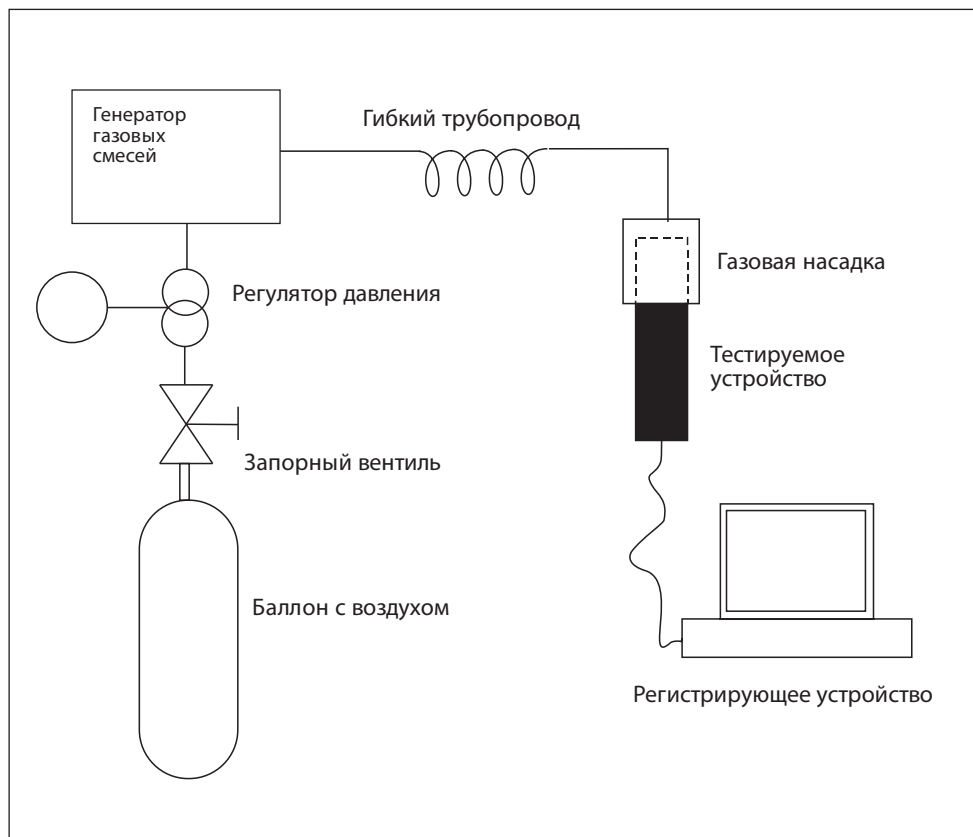 Генератор
газовых
смесей
Гибкий трубопровод
Газовая насадка
Регулятор давления
Тестируемое
устройство
Запорный вентиль
Баллон с воздухом
Регистрирующее устройство